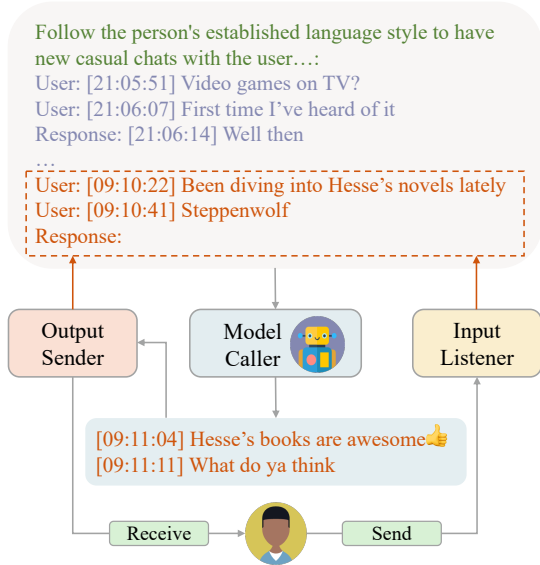 Follow the person's established language style to have
new casual chats with the user…:
User: [21:05:51] Video games on TV?
User: [21:06:07] First time I've heard of it
Response: [21:06:14] Well then
…
User: [09:10:22] Been diving into Hesse's novels lately
User: [09:10:41] Steppenwolf
Response:
Output
Sender
Model
Caller
Input
Listener
[09:11:04] Hesse's books are awesome👍
[09:11:11] What do ya think
Receive
Send